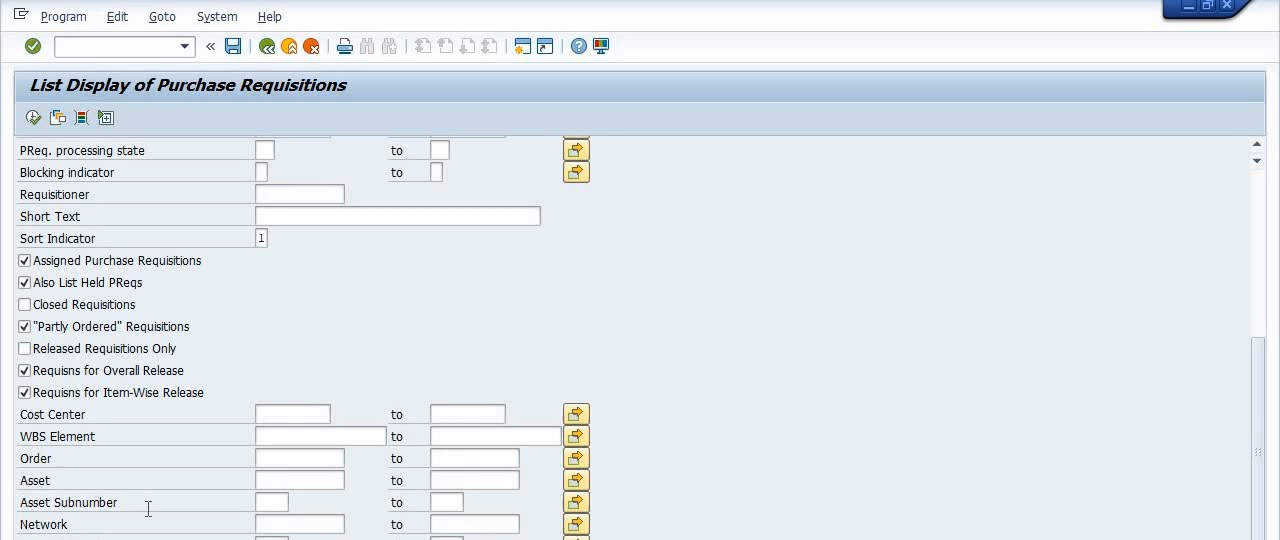 Program Edit Goto System Help
List Display of Purchase Requisitions
PReq. processing state to
Blocking indicator to
Requisitioner
Short Text
Sort Indicator 1
Assigned Purchase Requisitions
Also List Held PReqs
Closed Requisitions
"Partly Ordered" Requisitions
Released Requisitions Only
Requisns for Overall Release
Requisns for Item-Wise Release
Cost Center to
WBS Element to
Order to
Asset to
Asset Subnumber to
Network to